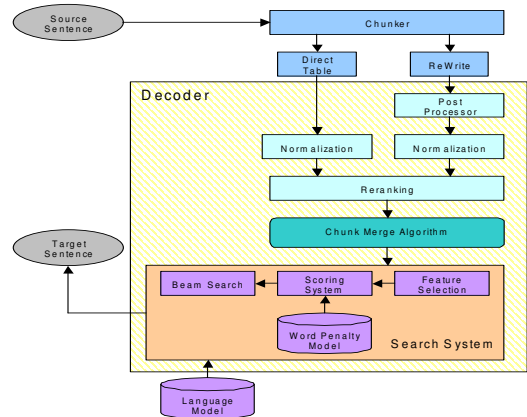 Source
Sentence
Chunker
Direct
Table
ReWrite
Decoder
Post
Processor
Normalization
Normalization
Reranking
Chunk Merge Algorithm
Target
Sentence
Beam Search
Scoring
System
Feature
Selection
Word Penalty
Model
Search System
Language
Model